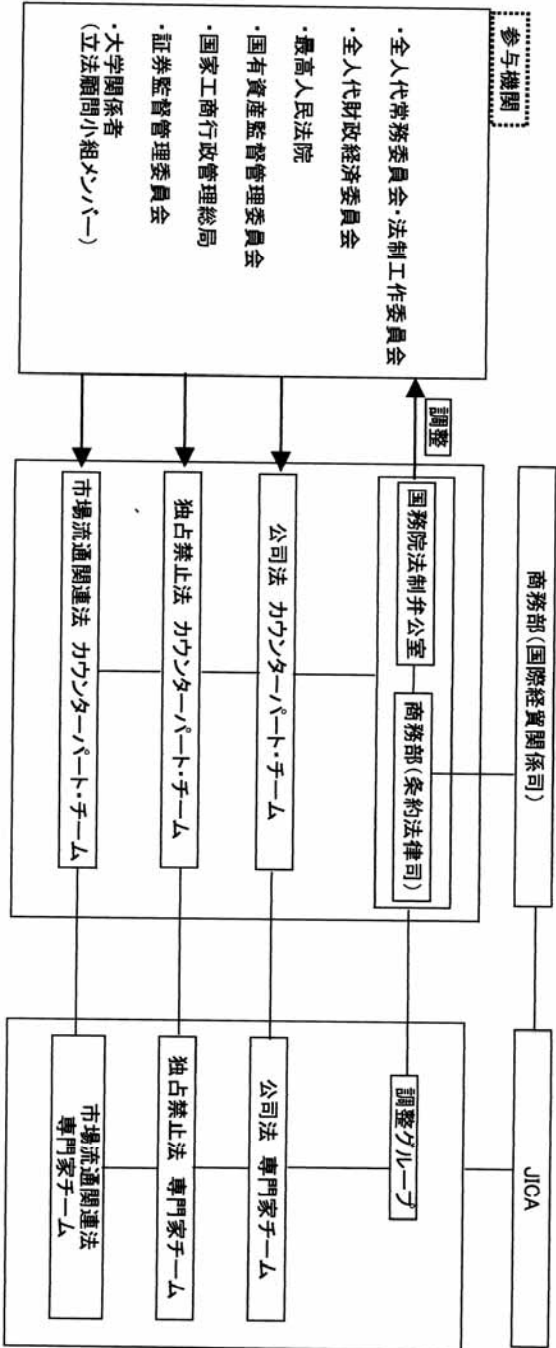 参与機関
・全人代常務委員会・法制工作委員会
・全人代財政経済委員会
・最高人民法院
・国有資産監督管理委員会
・国家工商行政管理総局
・証券監督管理委員会
・大学関係者
（立法顧問小組メンバー）
調整
商務部（国際経貿関係司）
国務院法制弁公室
商務部（条約法律司）
公司法 カウンターパート・チーム
独占禁止法 カウンターパート・チーム
市場流通関連法 カウンターパート・チーム
JICA
調整グループ
公司法 専門家チーム
独占禁止法 専門家チーム
市場流通関連法
専門家チーム